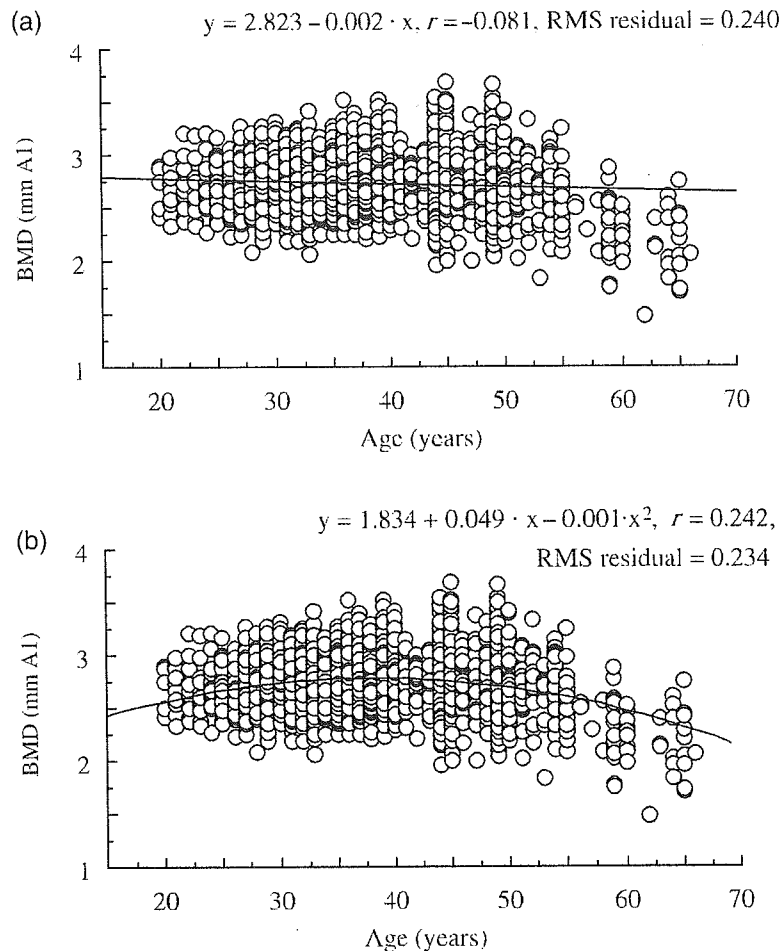 (a)
y = 2.823 – 0.002 · x, r = –0.081, RMS residual = 0.240
4
3
2
1
BMD (mm A1)
20 30 40 50 60 70
Age (years)
(b)
y = 1.834 + 0.049 · x – 0.001·x², r = 0.242,
RMS residual = 0.234
4
3
2
1
BMD (mm A1)
20 30 40 50 60 70
Age (years)